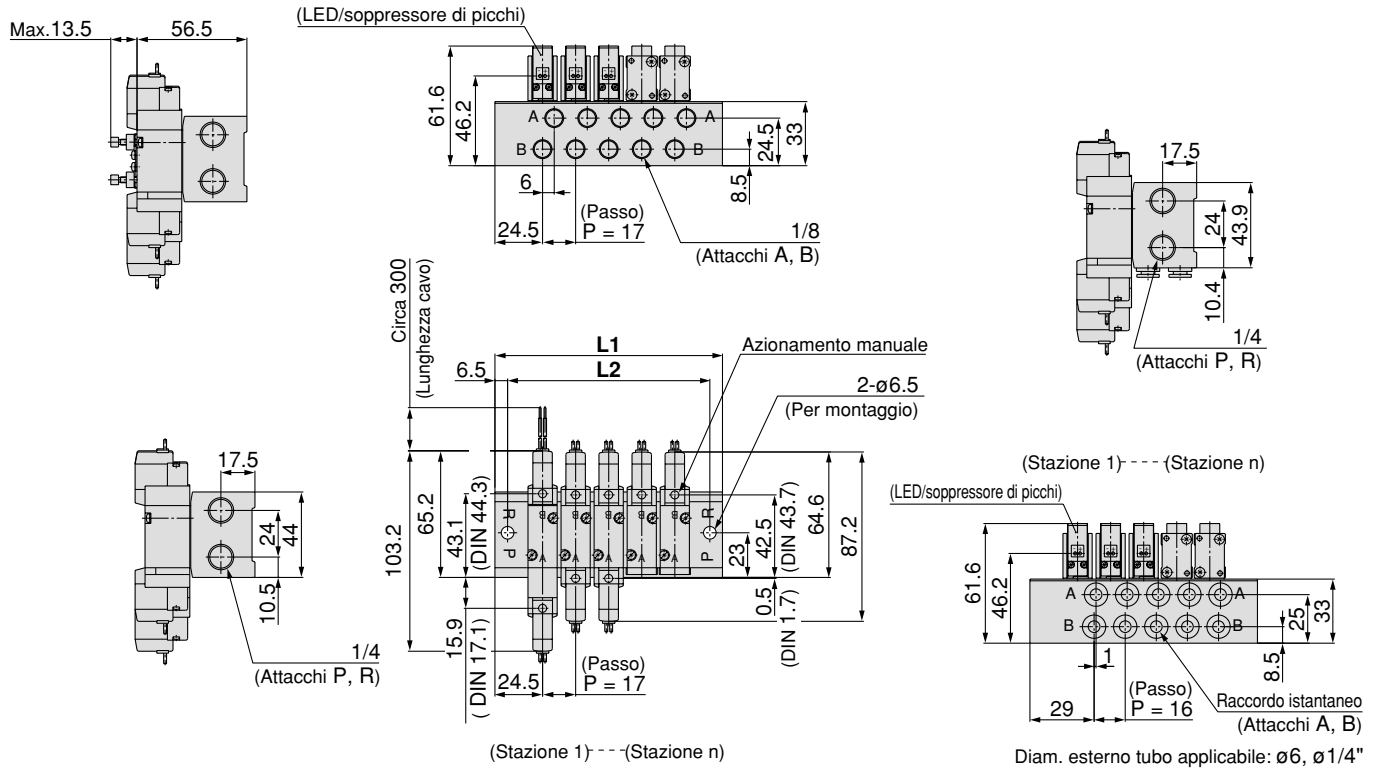 Max.13.5
56.5
(LED/soppressore di picchi)
61.6
46.2
A
A
B
B
24.5
33
8.5
6
24.5
(Passo)
P = 17
1/8
(Attacchi A, B)
17.5
24
43.9
10.4
1/4
(Attacchi P, R)
Circa 300
(Lunghezza cavo)
L1
L2
6.5
Azionamento manuale
2-ø6.5
(Per montaggio)
103.2
65.2
43.1
(DIN 44.3)
R
P
B
B
B
B
B
A
A
A
A
A
R
P
23
42.5
(DIN 43.7)
64.6
87.2
0.5
(DIN 1.7)
15.9
( DIN 17.1)
24.5
(Passo)
P = 17
(Stazione 1)----(Stazione n)
17.5
24
44
10.5
1/4
(Attacchi P, R)
(Stazione 1)----(Stazione n)
(LED/soppressore di picchi)
61.6
46.2
A
A
B
B
25
33
8.5
1
29
(Passo)
P = 16
Raccordo istantaneo
(Attacchi A, B)
Diam. esterno tubo applicabile: ø6, ø1/4"